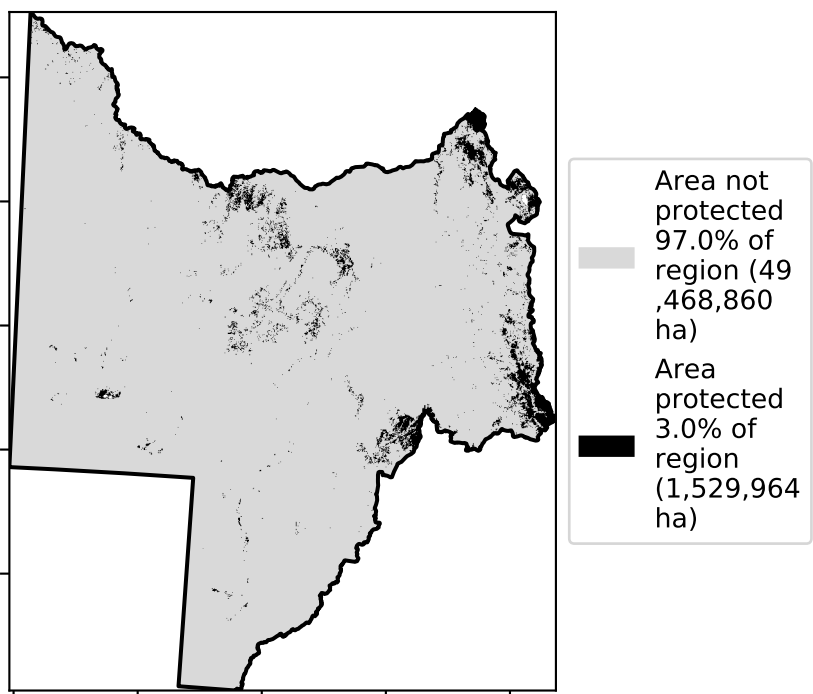 Area not
protected
97.0% of
region (49
,468,860
ha)
Area
protected
3.0% of
region
(1,529,964
ha)